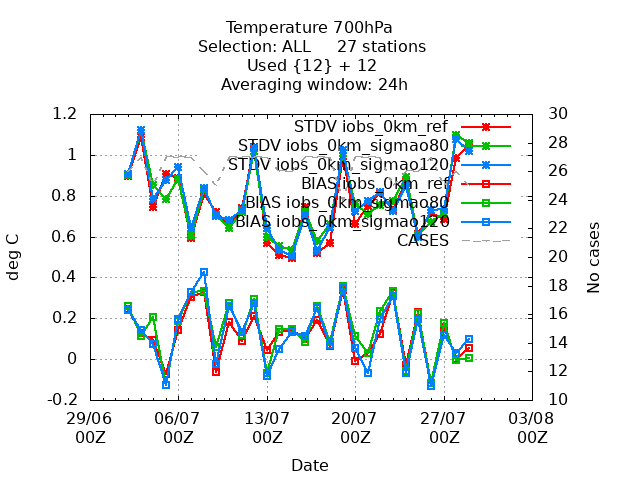 Temperature 700hPa
Selection: ALL 27 stations
Used {12} + 12
Averaging window: 24h
1.2
1
0.8
0.6
0.4
0.2
0
-0.2
deg C
30
28
26
24
22
20
18
16
14
12
10
No cases
STDV iobs_0km_ref
STDV iobs_0km_sigmao80
STDV iobs_0km_sigmao120
BIAS iobs_0km_ref
BIAS iobs_0km_sigmao80
BIAS iobs_0km_sigmao120
CASES
29/06 06/07 13/07 20/07 27/07 03/08
00Z 00Z 00Z 00Z 00Z 00Z
Date